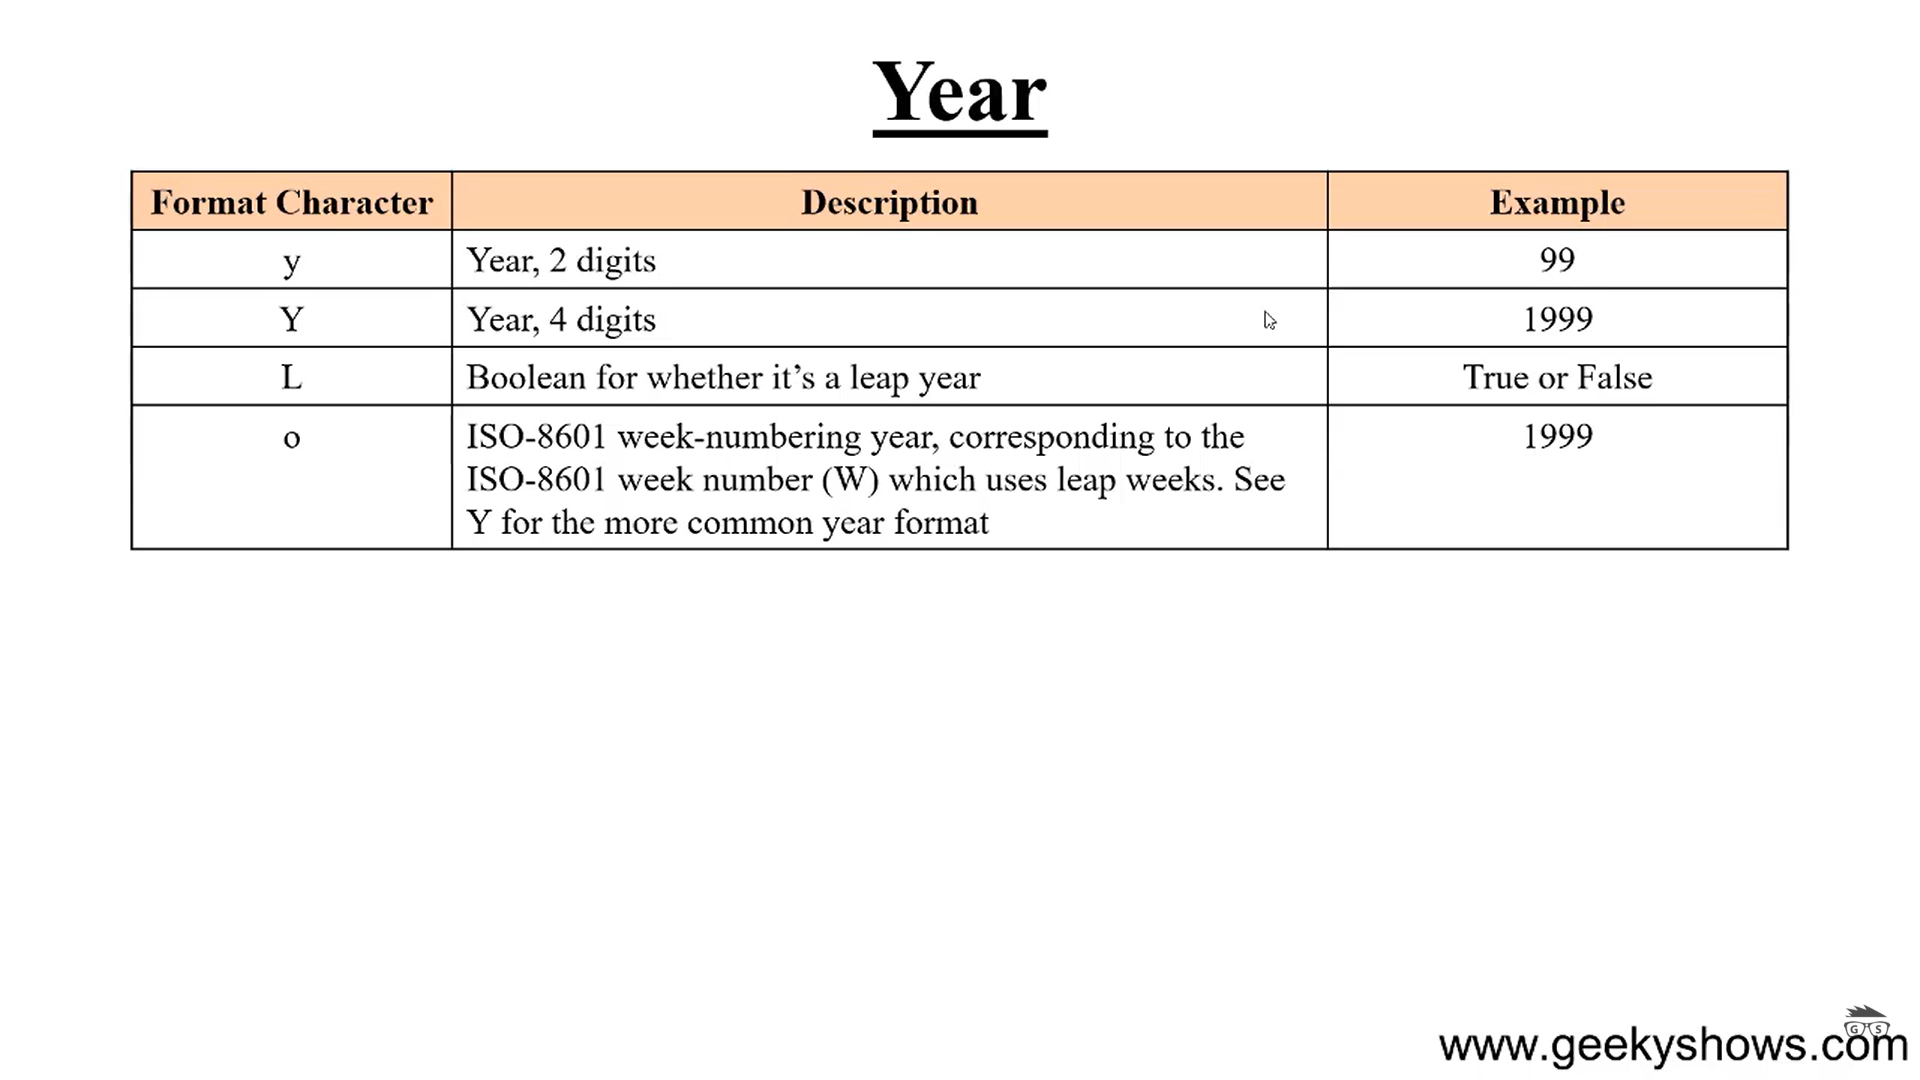 Year
Format Character Description Example
y Year, 2 digits 99
Y Year, 4 digits 1999
L Boolean for whether it’s a leap year True or False
o ISO-8601 week-numbering year, corresponding to the 1999
ISO-8601 week number (W) which uses leap weeks. See
Y for the more common year format
G S
www.geekyshows.com